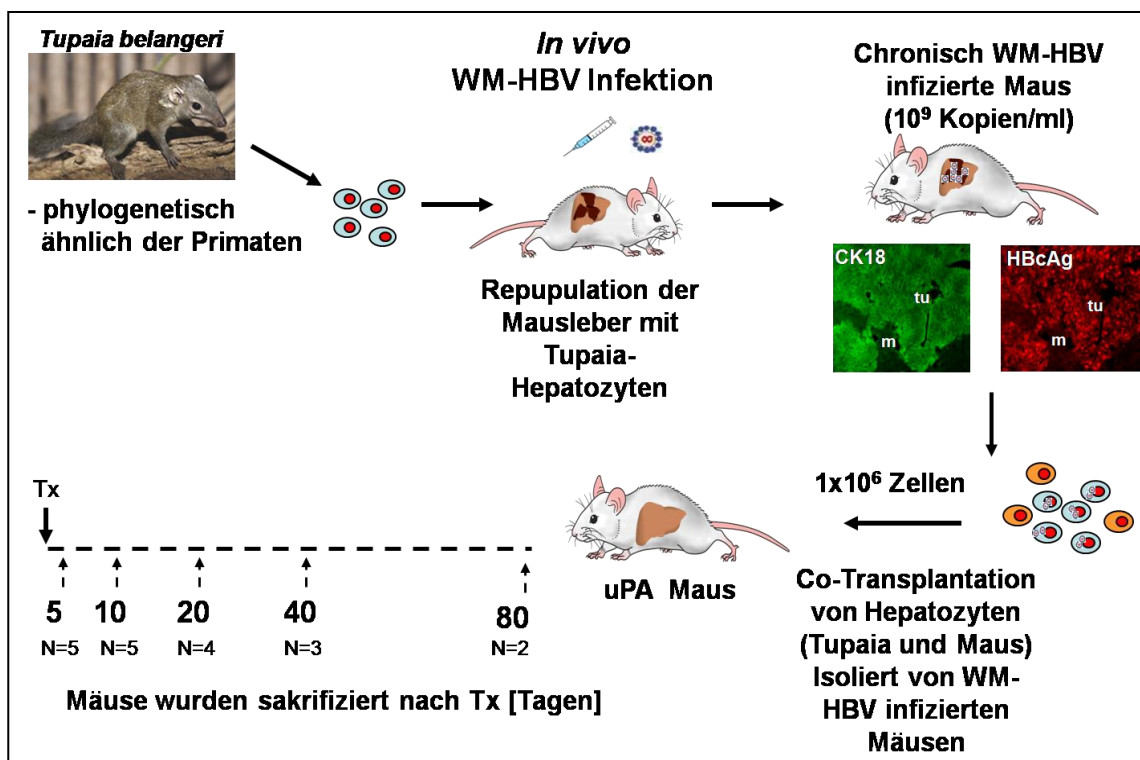 Tupaia belangeri
- phylogenetisch
ähnlich der Primaten
In vivo
WM-HBV Infektion
Repupulation der
Mausleber mit
Tupaia-
Hepatozyten
Chronisch WM-HBV
infizierte Maus
(10⁹ Kopien/ml)
CK18
tu
m
HBcAg
tu
m
1x10⁶ Zellen
Co-Transplantation
von Hepatozyten
(Tupaia und Maus)
Isoliert von WM-
HBV infizierten
Mäusen
uPA Maus
Tx
5 10 20 40 80
N=5 N=5 N=4 N=3 N=2
Mäuse wurden sakrifiziert nach Tx [Tagen]